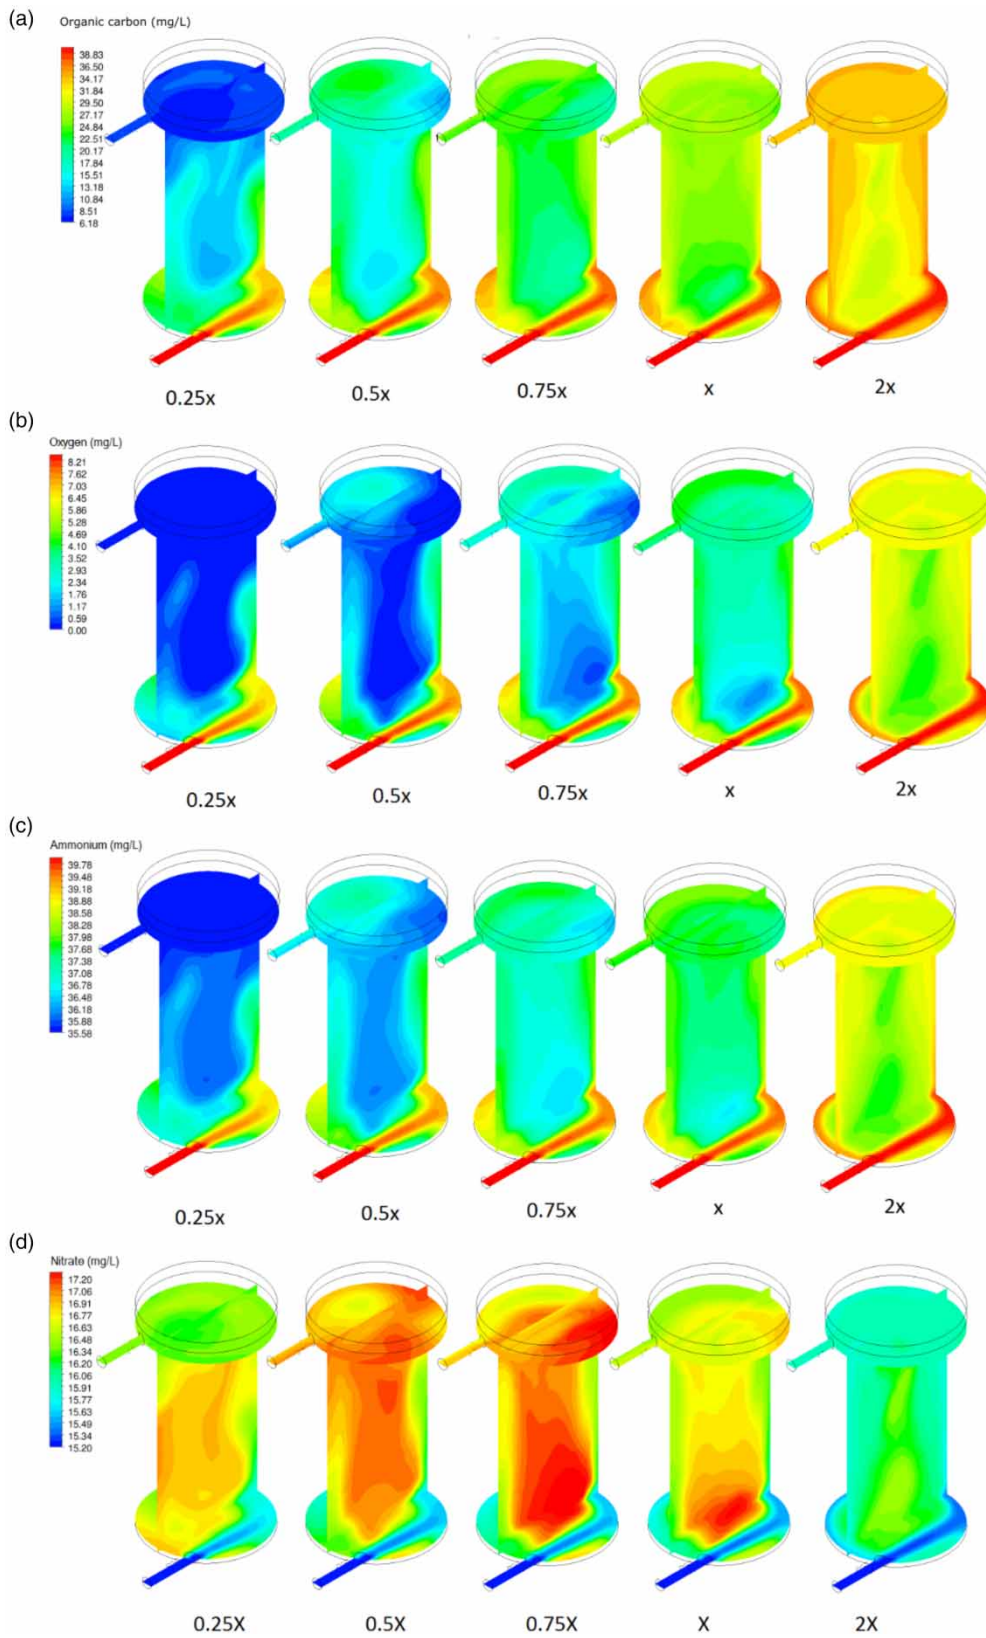 (a)
Organic carbon (mg/L)
38.83
36.50
34.17
31.84
29.50
27.17
24.84
22.51
20.17
17.84
15.51
13.18
10.84
8.51
6.18
0.25x
0.5x
0.75x
x
2x
(b)
Oxygen (mg/L)
8.21
7.62
7.03
6.45
5.86
5.28
4.69
4.10
3.52
2.93
2.34
1.76
1.17
0.59
0.00
0.25x
0.5x
0.75x
x
2x
(c)
Ammonium (mg/L)
39.78
39.48
39.18
38.88
38.58
38.28
37.98
37.68
37.38
37.08
36.78
36.48
36.18
35.88
35.58
0.25x
0.5x
0.75x
x
2x
(d)
Nitrate (mg/L)
17.20
17.06
16.91
16.77
16.63
16.48
16.34
16.20
16.06
15.91
15.77
15.63
15.49
15.34
15.20
0.25X
0.5X
0.75X
X
2X